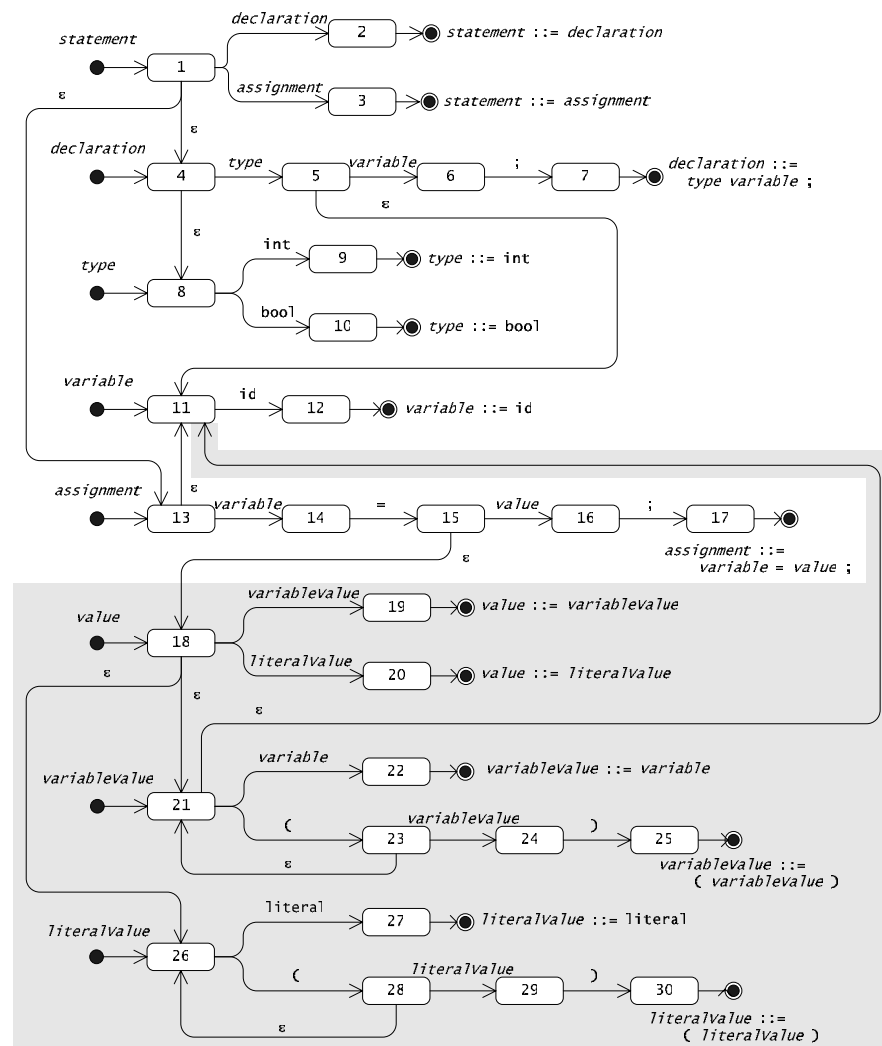 declaration
2
statement ::= declaration
statement
1
ε
assignment
3
statement ::= assignment
ε
declaration
4
type
5
variable
6
;
7
declaration ::=
type variable ;
ε
ε
type
8
int
9
type ::= int
bool
10
type ::= bool
variable
11
id
12
variable ::= id
ε
assignment
13
variable
14
=
15
value
16
;
17
assignment ::=
variable = value ;
ε
value
18
variableValue
19
value ::= variableValue
literalValue
20
value ::= literalValue
ε
ε
ε
variableValue
21
variable
22
variableValue ::= variable
(
23
variableValue
24
)
25
variableValue ::=
( variableValue )
ε
literalValue
26
literal
27
literalValue ::= literal
(
28
literalValue
29
)
30
literalValue ::=
( literalValue )
ε